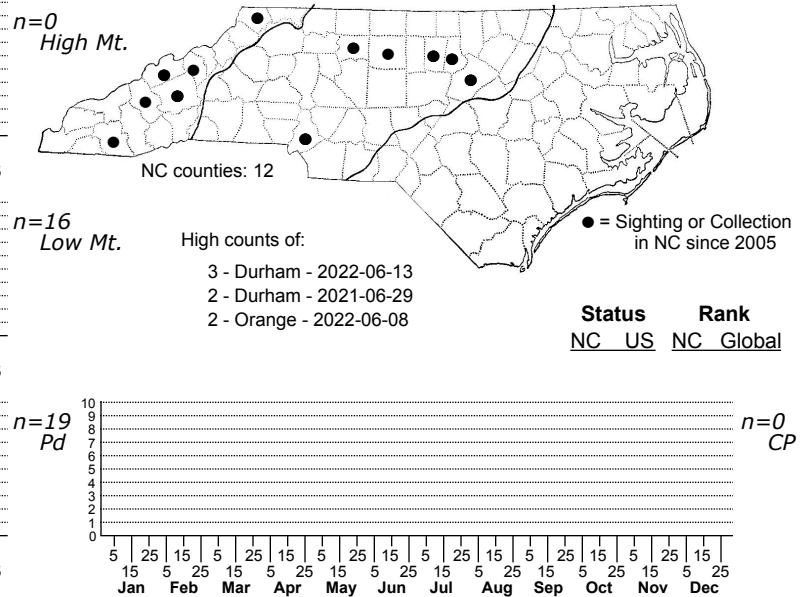 n=0
High Mt.
NC counties: 12
n=16
Low Mt.
High counts of:
3 - Durham - 2022-06-13
2 - Durham - 2021-06-29
2 - Orange - 2022-06-08
= Sighting or Collection
in NC since 2005
Status Rank
NC US NC Global
n=19
Pd
n=0
CP
10
9
8
7
6
5
4
3
2
1
0
5 25 15 5 25 15 5 25 15 5 25 15 5 25 15 5 25 15
15 5 25 15 5 25 15 5 25 15 5 25 15 5 25 15 5 25
Jan Feb Mar Apr May Jun Jul Aug Sep Oct Nov Dec